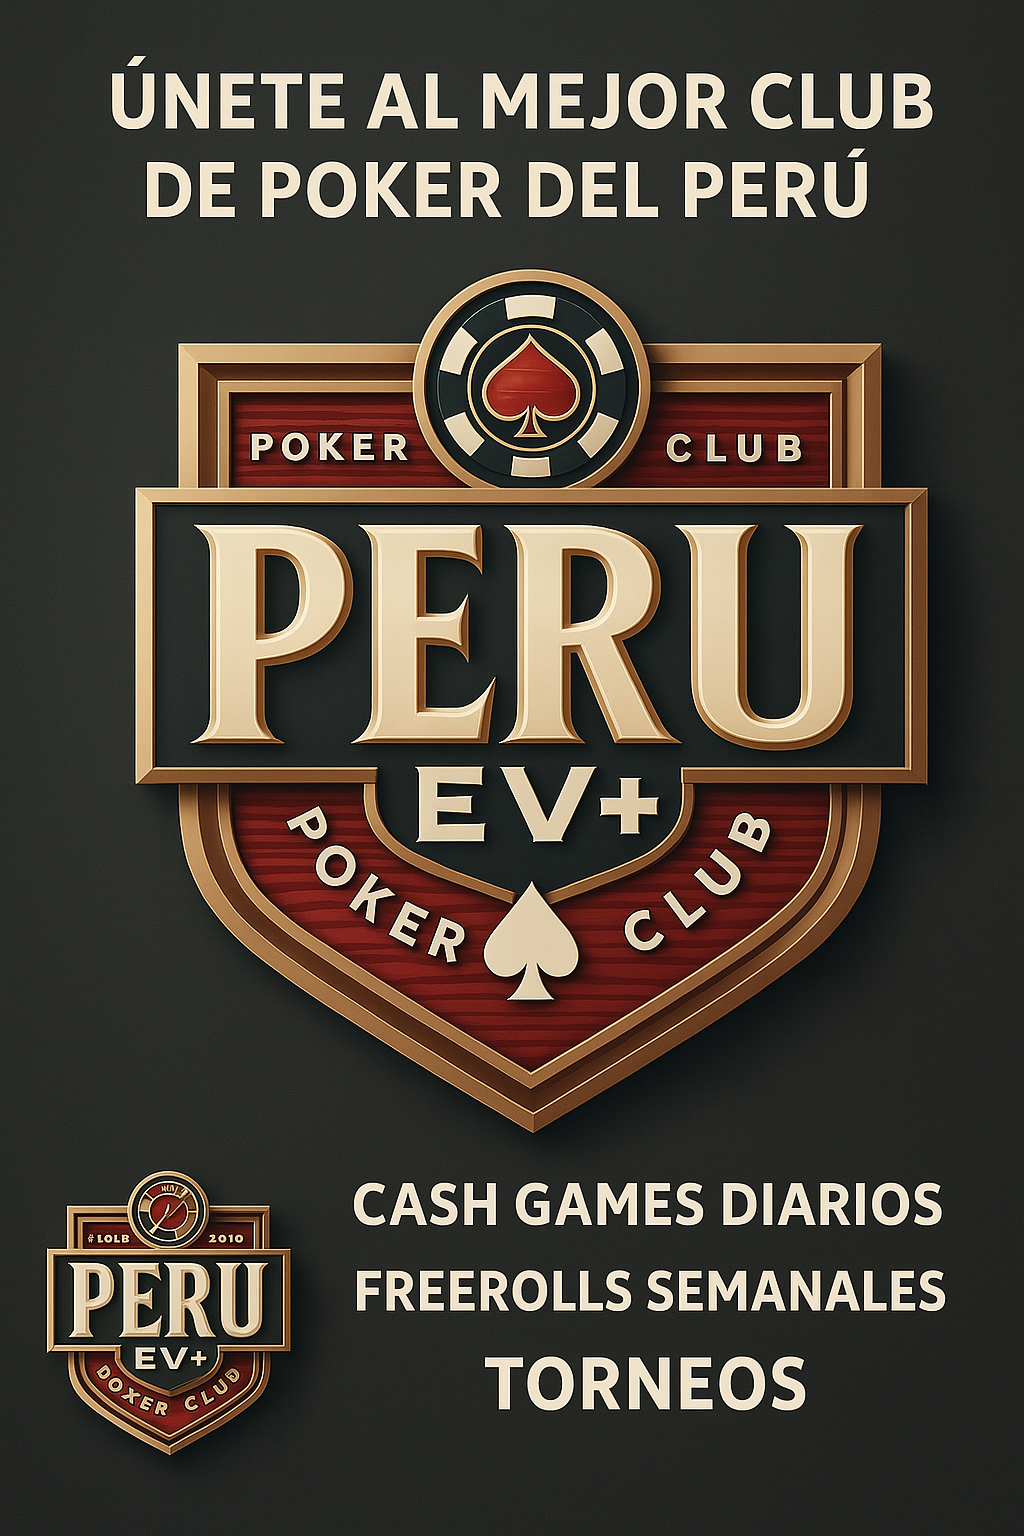 ÚNETE AL MEJOR CLUB
DE POKER DEL PERÚ
POKER CLUB
PERU
EV+
POKER CLUB
CASH GAMES DIARIOS
FREEROLLS SEMANALES
TORNEOS
#LOLB 2010
PERU
EV+
DOXER CLUD